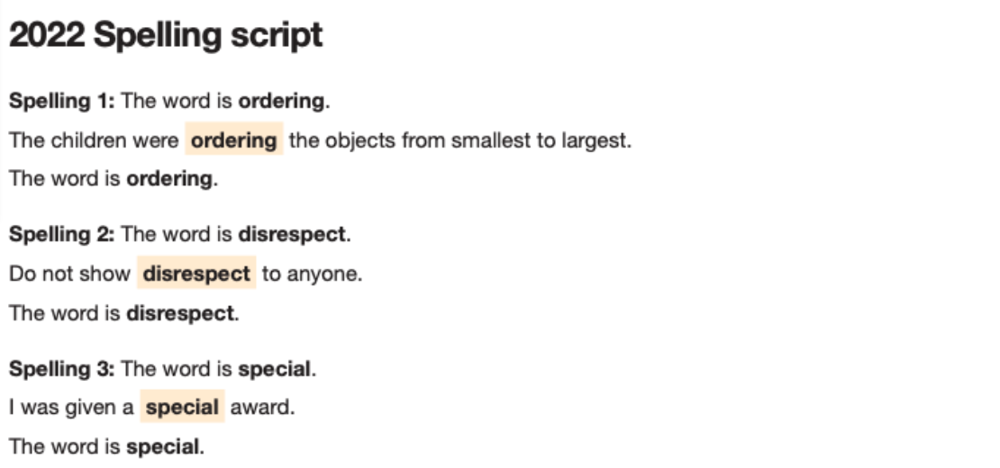 2022 Spelling script
Spelling 1: The word is ordering.
The children were ordering the objects from smallest to largest.
The word is ordering.
Spelling 2: The word is disrespect.
Do not show disrespect to anyone.
The word is disrespect.
Spelling 3: The word is special.
I was given a special award.
The word is special.